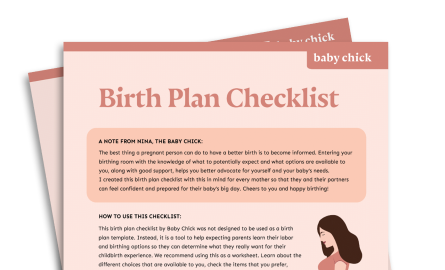 baby chick
baby chick
Birth Plan Checklist
A NOTE FROM NINA, THE BABY CHICK:
The best thing a pregnant person can do to have a better birth is to become informed. Entering your
birthing room with the knowledge of what to potentially expect and what options are available to
you, along with good support, helps you better advocate for yourself and your baby's needs.
I created this birth plan checklist with this in mind for every mother so that they and their partners
can feel confident and prepared for their baby's big day. Cheers to you and happy birthing!
HOW TO USE THIS CHECKLIST:
This birth plan checklist by Baby Chick was not designed to be used as a birth
plan template. Instead, it is a tool to help expecting parents learn their labor
and birthing options so they can determine what they really want for their
childbirth experience. We recommend using this as a worksheet. Learn about the
different choices that are available to you, check the items that you prefer,